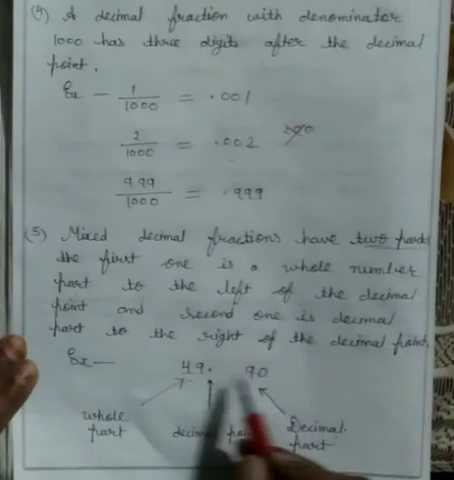 (4) A decimal fraction with denominator
1000 has three digits after the decimal
point.
Ex - 1/1000 = .001
2/1000 = .002
999/1000 = .999
(5) Mixed decimal fractions have two parts
the first one is a whole number
part to the left of the decimal
point and second one is decimal
part to the right of the decimal point.
Ex- 49. 90
whole part
decimal
Decimal part